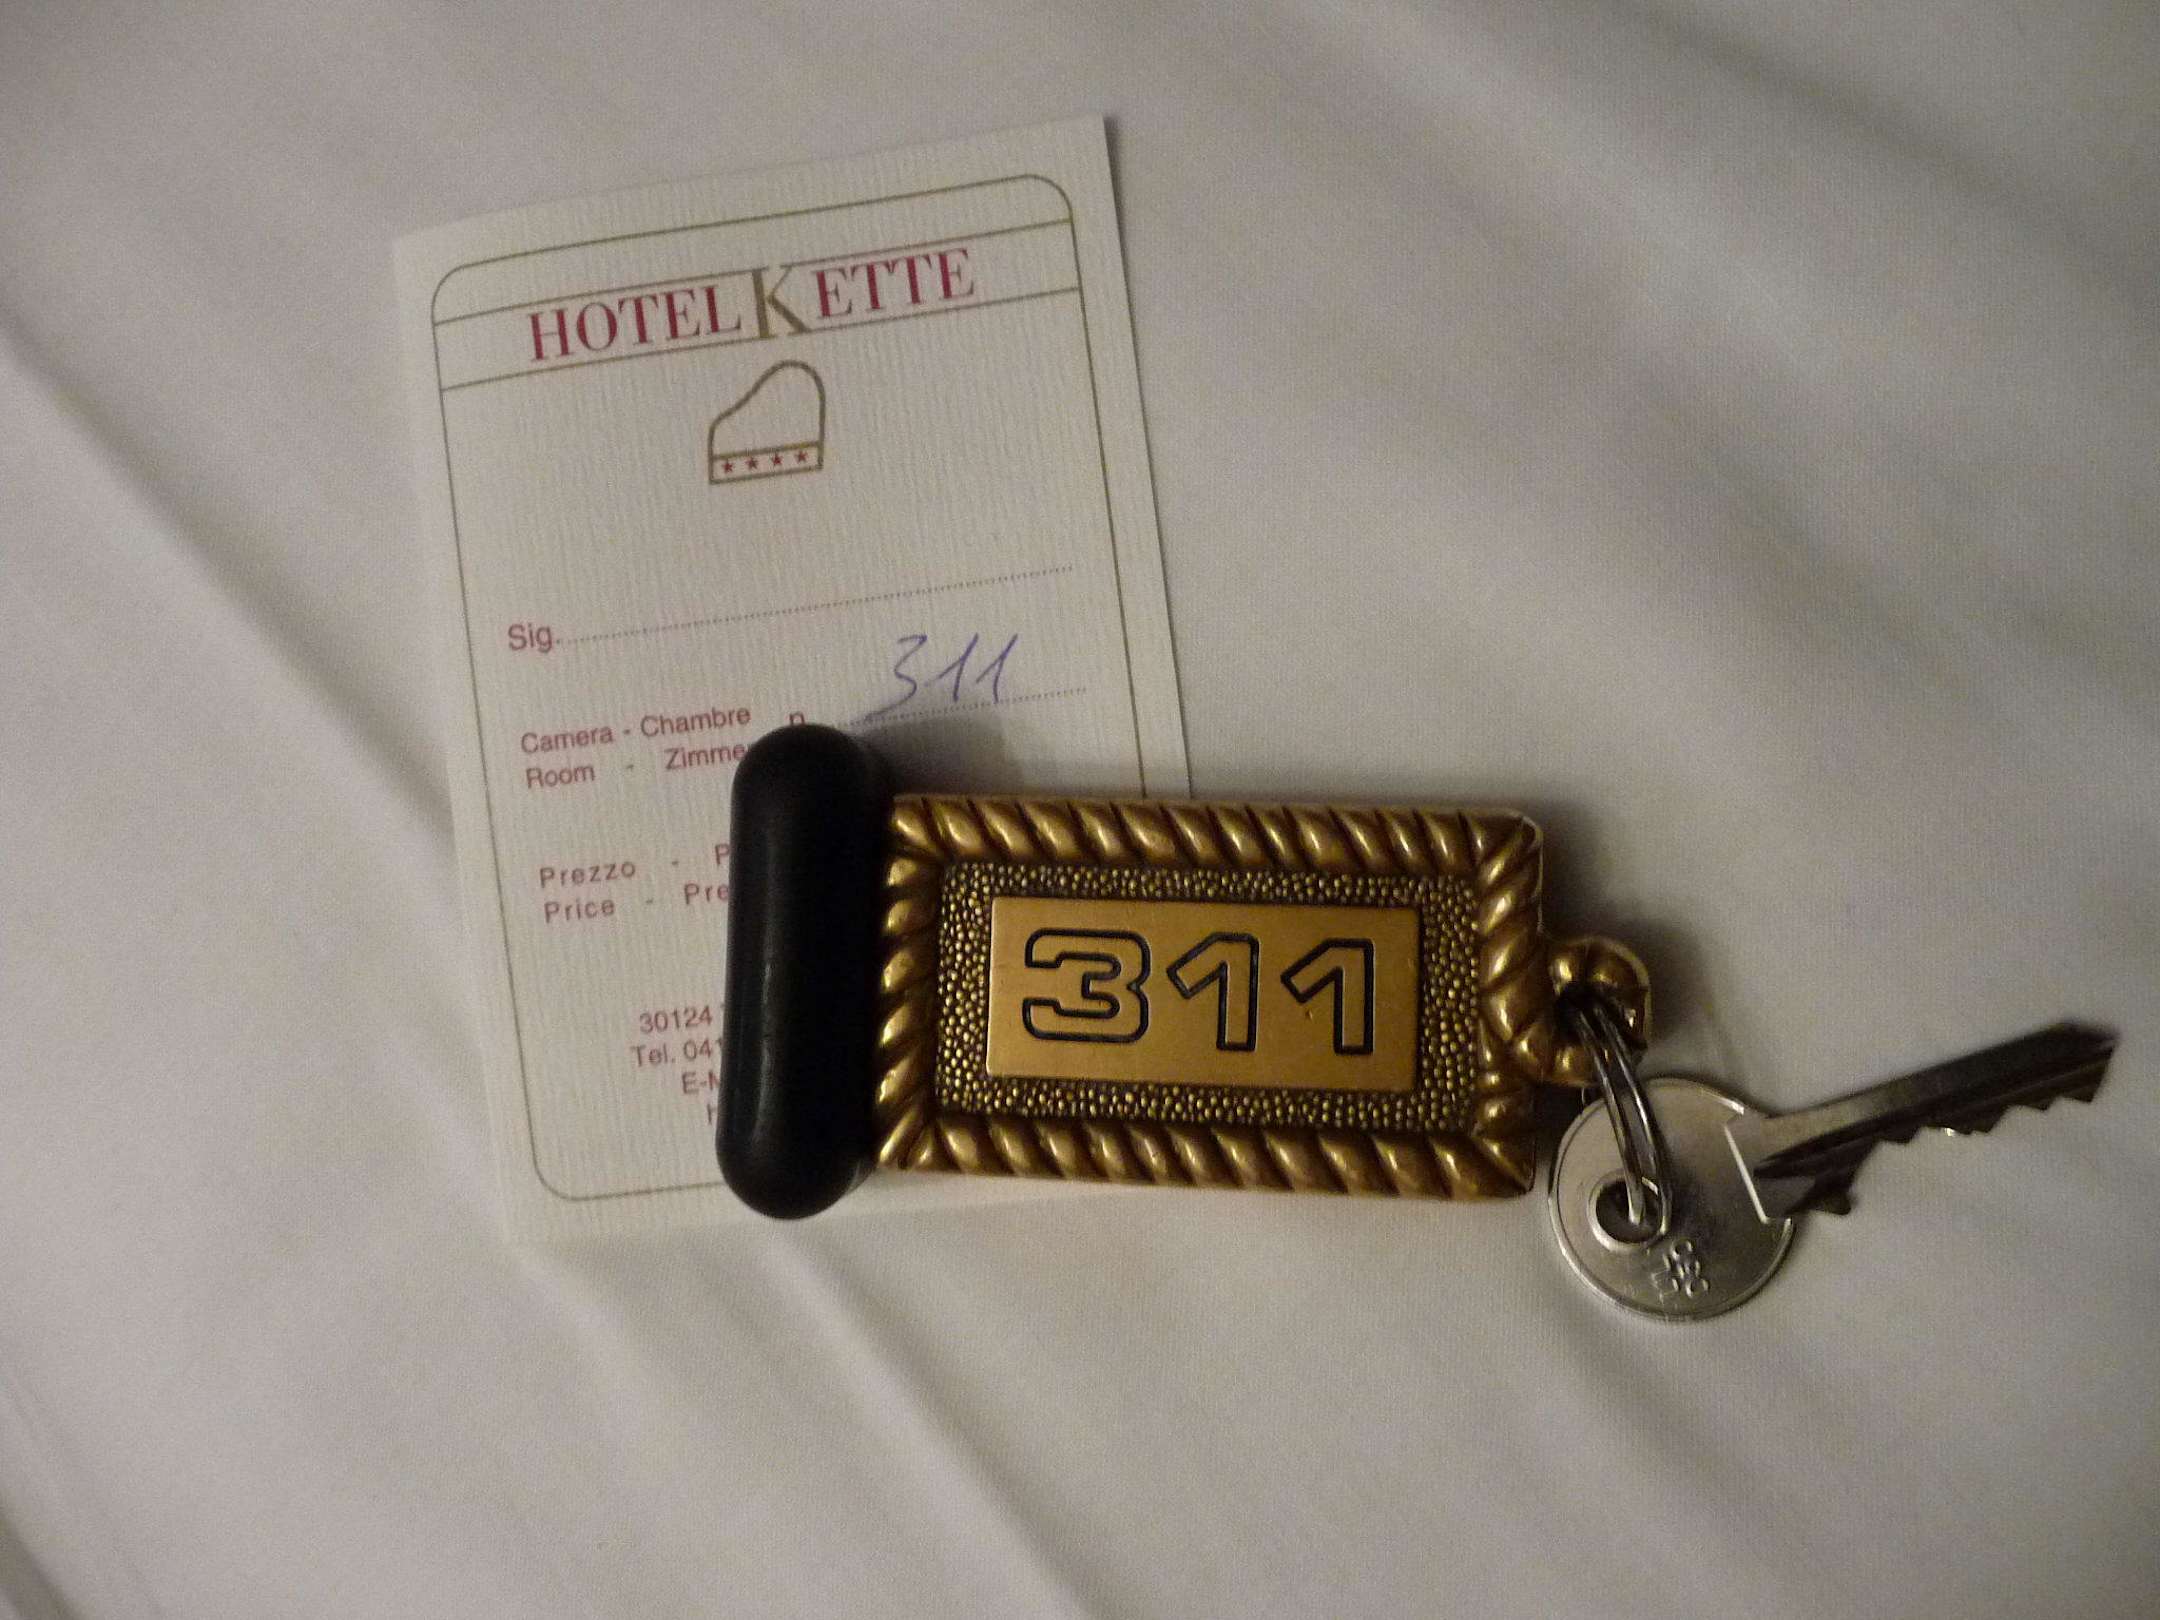 HOTEL KETTE
Sig.
311
Camera - Chambre n.
Room - Zimme
Prezzo - P
Price - Pre
30124
Tel. 041
E-M
311